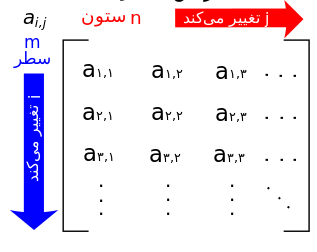 a i,j n ستون j تغییر می‌کند
m
سطر
i تغییر می‌کند
a۱,۱ a۱,۲ a۱,۳ . . .
a۲,۱ a۲,۲ a۲,۳ . . .
a۳,۱ a۳,۲ a۳,۳ . . .